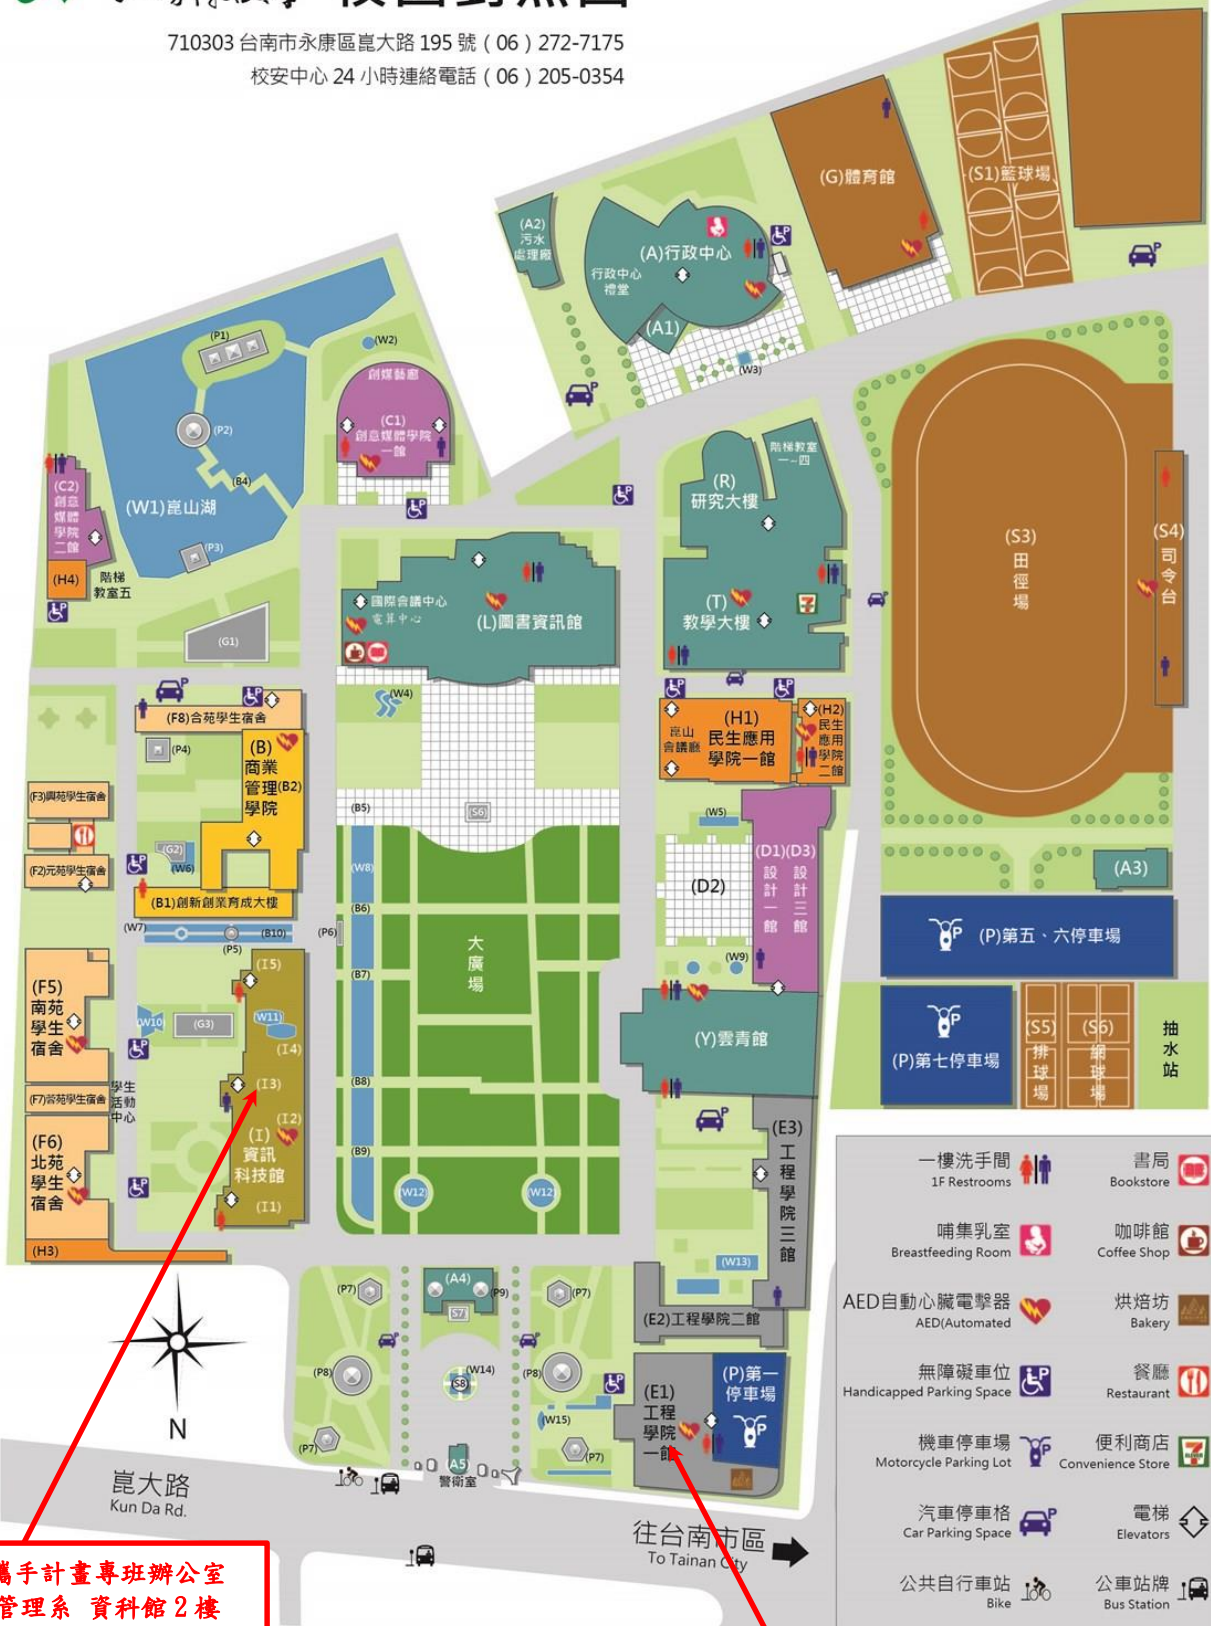 校園對照圖
710303 台南市永康區崑大路 195 號 ( 06 ) 272-7175
校安中心 24 小時連絡電話 ( 06 ) 205-0354
(G)體育館
(S1)籃球場
(A2)
污水
處理廠
(A)行政中心
行政中心
禮堂
(A1)
(W3)
(P1)
(W2)
創媒藝廊
(C1)
創意媒體學院
一館
(P2)
(B4)
(W1)崑山湖
(P3)
(C2)
創意
媒體
學院
二館
(H4)
階梯
教室五
(G1)
階梯教室
一~四
(R)
研究大樓
(T)
教學大樓
國際會議中心
電算中心
(L)圖書資訊館
(S3)
田
徑
場
(S4)
司
令
台
(W4)
(F8)合苑學生宿舍
(P4)
(B)
商業
管理(B2)
學院
崑山
會議廳
(H1)
民生應用
學院一館
(H2)
民生
應用
學院
二館
(F3)興苑學生宿舍
(F2)元苑學生宿舍
(G2)
(W6)
(B1)創新創業育成大樓
(B5)
(S6)
(W5)
(W8)
(B6)
(D1)(D3)
設 設
計 計
一 三
館 館
(D2)
(A3)
(W7)
(B10)
(P5)
(P6)
大
廣
場
(B7)
(W9)
(P)第五、六停車場
(F5)
南苑
學生
宿舍
(W10)
(G3)
(I5)
(W11)
(I4)
(I3)
(I2)
(I)
資訊
科技館
(I1)
(Y)雲青館
(P)第七停車場
(S5)
排
球
場
(S6)
網
球
場
抽
水
站
(F7)菩苑學生宿舍
學生
活動
中心
(B8)
(F6)
北苑
學生
宿舍
(B9)
(W12)
(W12)
(E3)
工
程
學
院
三
館
(H3)
(W13)
(P7)
(A4)
(P9)
(P7)
(S7)
(E2)工程學院二館
(P8)
(W14)
(S8)
(P8)
(E1)
工程
學院
一館
(P)第一
停車場
(W15)
(P7)
(P7)
(A5)
警衛室
N
崑大路
Kun Da Rd.
往台南市區
To Tainan City
一樓洗手間
1F Restrooms
書局
Bookstore
哺集乳室
Breastfeeding Room
咖啡館
Coffee Shop
AED自動心臟電擊器
AED(Automated
烘焙坊
Bakery
無障礙車位
Handicapped Parking Space
餐廳
Restaurant
機車停車場
Motorcycle Parking Lot
便利商店
Convenience Store
汽車停車格
Car Parking Space
電梯
Elevators
公共自行車站
Bike
公車站牌
Bus Station
攜手計畫專班辦公室
管理系 資科館2樓